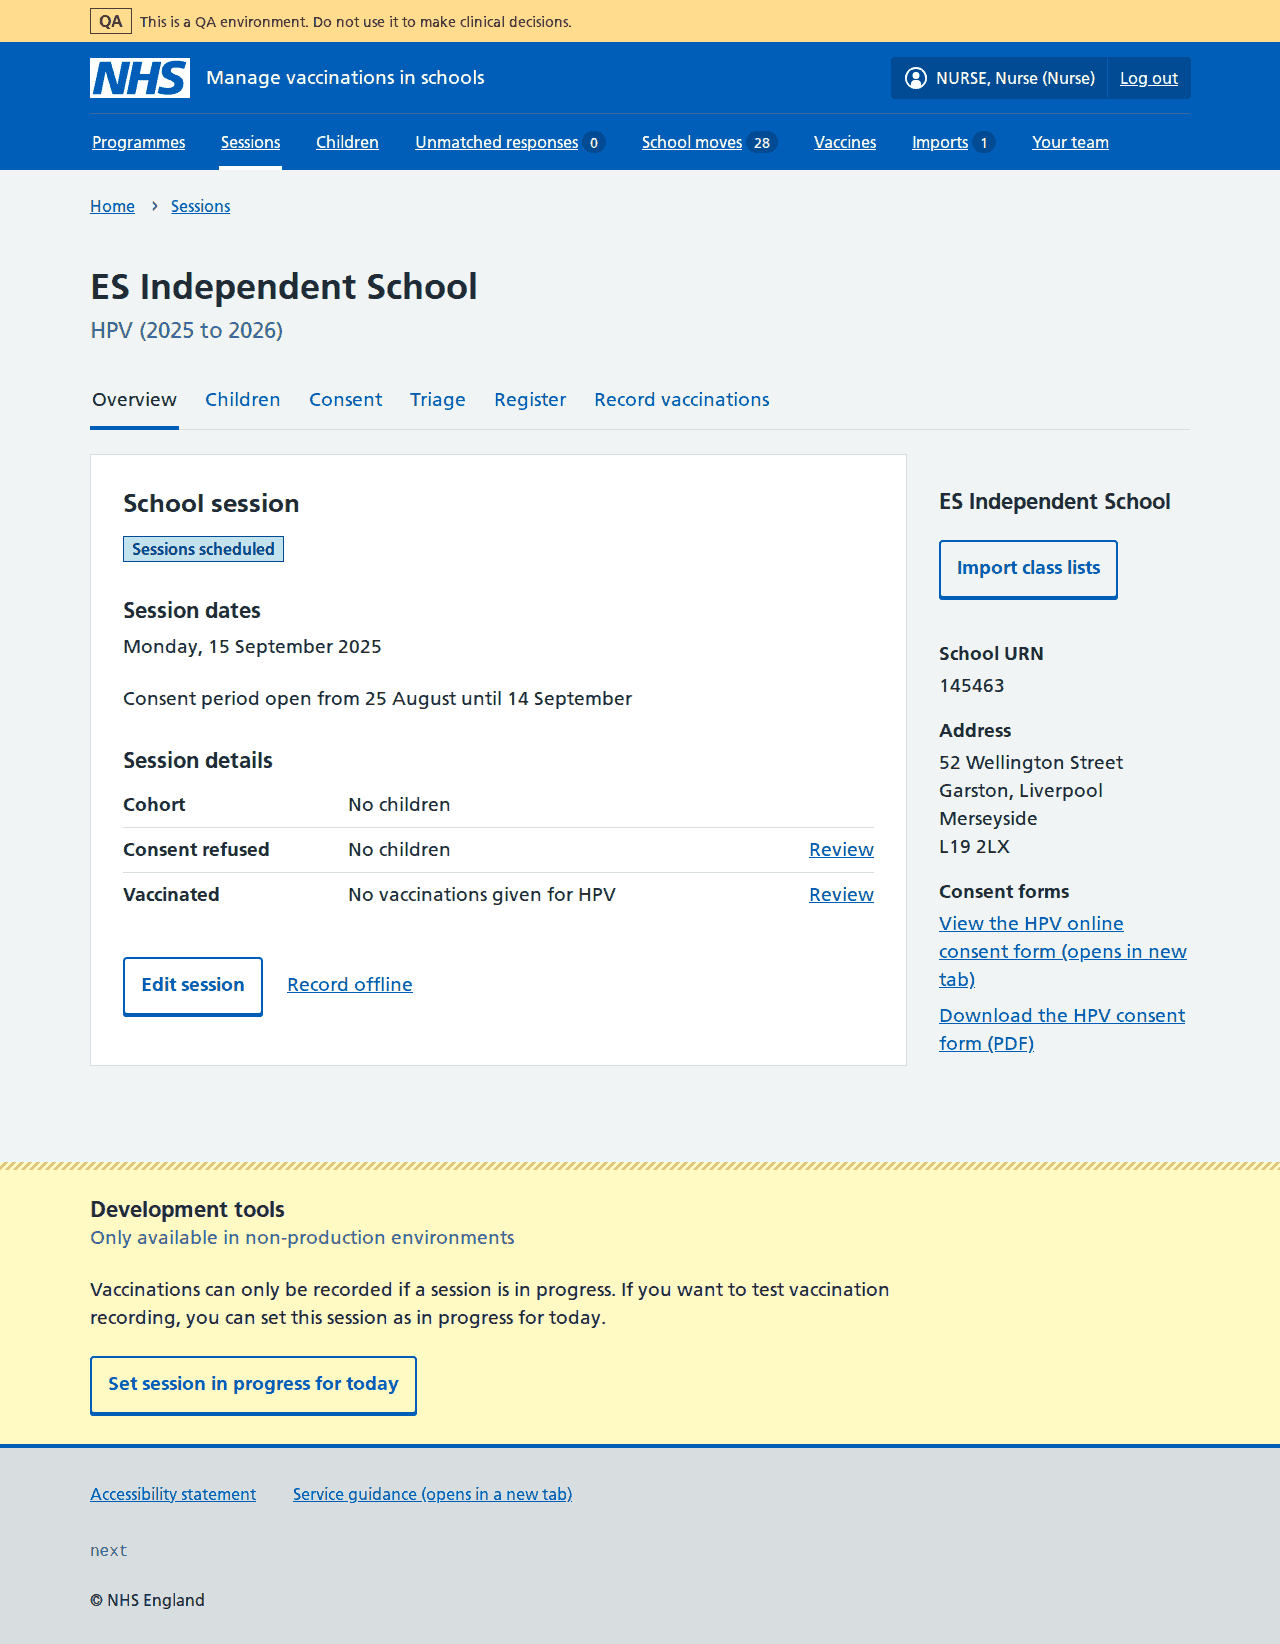 QA This is a QA environment. Do not use it to make clinical decisions.
NHS Manage vaccinations in schools
NURSE, Nurse (Nurse) Log out
Programmes Sessions Children Unmatched responses 0 School moves 28 Vaccines Imports 1 Your team
Home › Sessions
ES Independent School
HPV (2025 to 2026)
Overview Children Consent Triage Register Record vaccinations
School session
Sessions scheduled
Session dates
Monday, 15 September 2025
Consent period open from 25 August until 14 September
Session details
Cohort No children
Consent refused No children Review
Vaccinated No vaccinations given for HPV Review
Edit session Record offline
ES Independent School
Import class lists
School URN
145463
Address
52 Wellington Street
Garston, Liverpool
Merseyside
L19 2LX
Consent forms
View the HPV online
consent form (opens in new
tab)
Download the HPV consent
form (PDF)
Development tools
Only available in non-production environments
Vaccinations can only be recorded if a session is in progress. If you want to test vaccination
recording, you can set this session as in progress for today.
Set session in progress for today
Accessibility statement Service guidance (opens in a new tab)
next
© NHS England